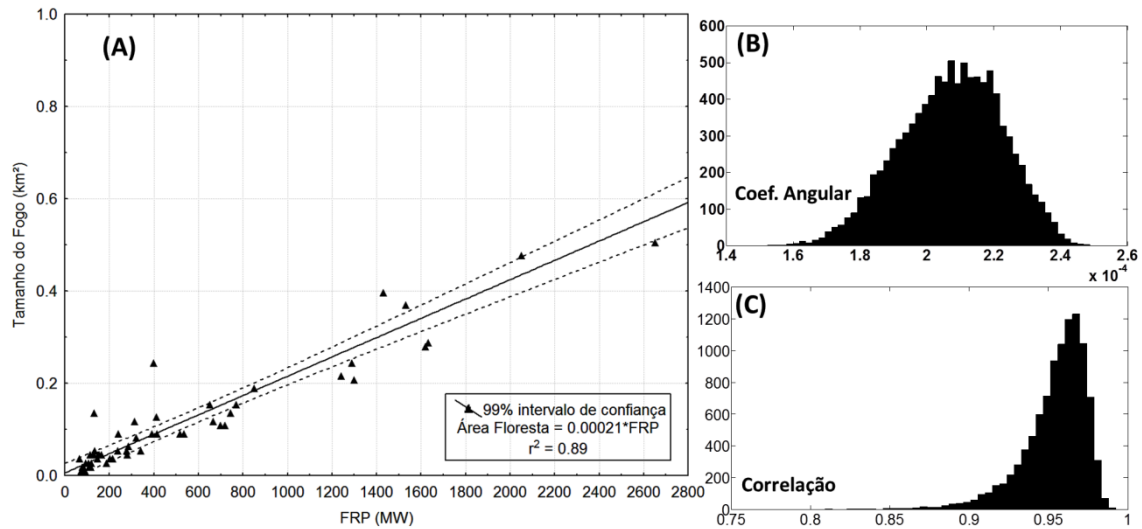 (A)
1.0
0.8
0.6
0.4
0.2
0.0
Tamanho do Fogo (km²)
0 200 400 600 800 1000 1200 1400 1600 1800 2000 2200 2400 2600 2800
FRP (MW)
99% intervalo de confiança
Área Floresta = 0.00021*FRP
r² = 0.89
(B)
600
500
400
300
200
100
0
Coef. Angular
1.4 1.6 1.8 2 2.2 2.4 2.6
x 10⁻⁴
(C)
1400
1200
1000
800
600
400
200
0
Correlação
0.75 0.8 0.85 0.9 0.95 1